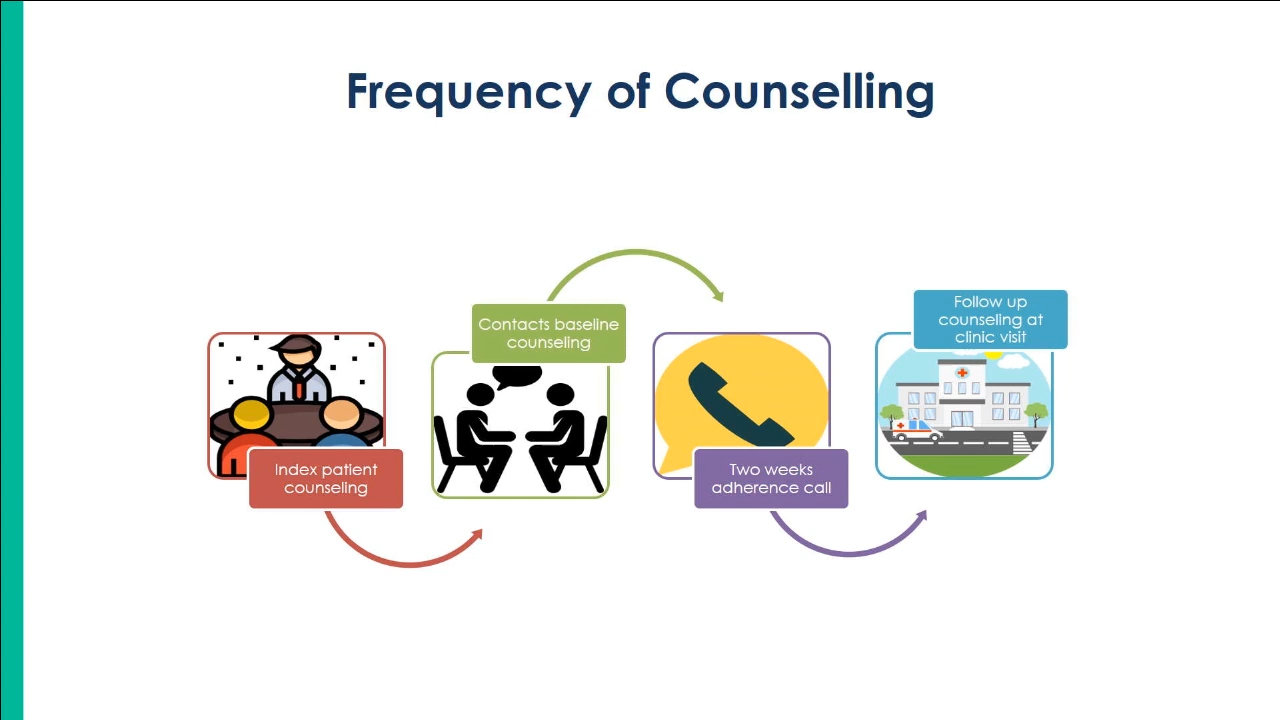 Frequency of Counselling
Index patient
counseling
Contacts baseline
counseling
Two weeks
adherence call
Follow up
counseling at
clinic visit